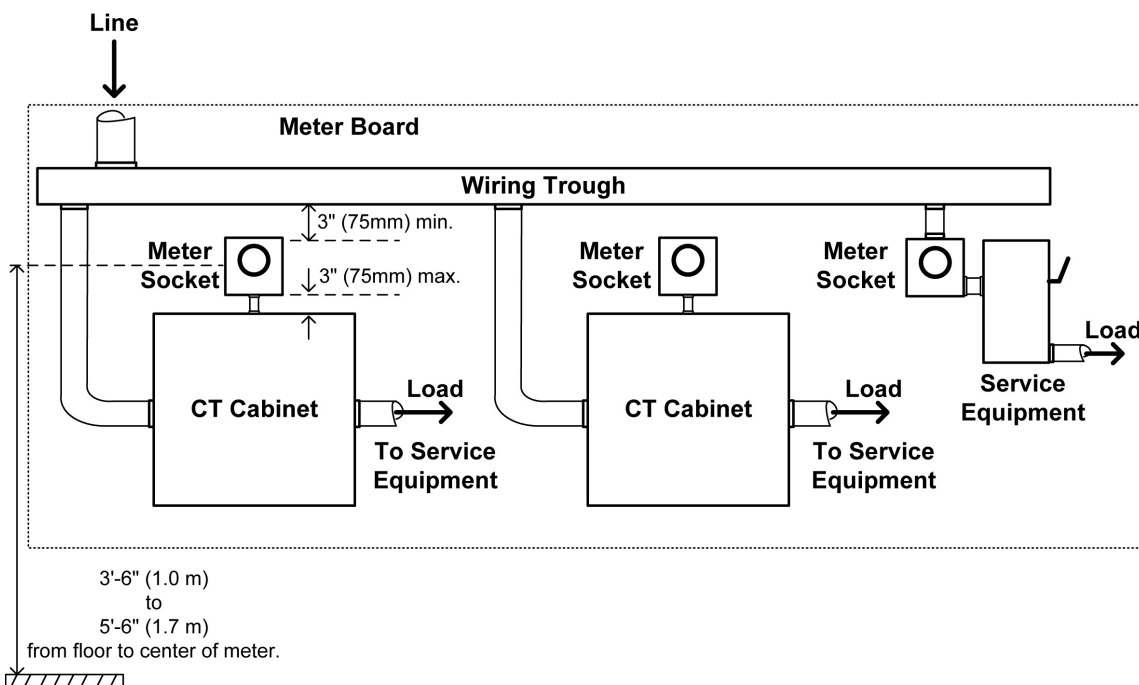 Line
Meter Board
Wiring Trough
3" (75mm) min.
Meter
Socket
3" (75mm) max.
Meter
Socket
Meter
Socket
Load
CT Cabinet
Load
To Service
Equipment
CT Cabinet
Load
To Service
Equipment
Service
Equipment
3'-6" (1.0 m)
to
5'-6" (1.7 m)
from floor to center of meter.